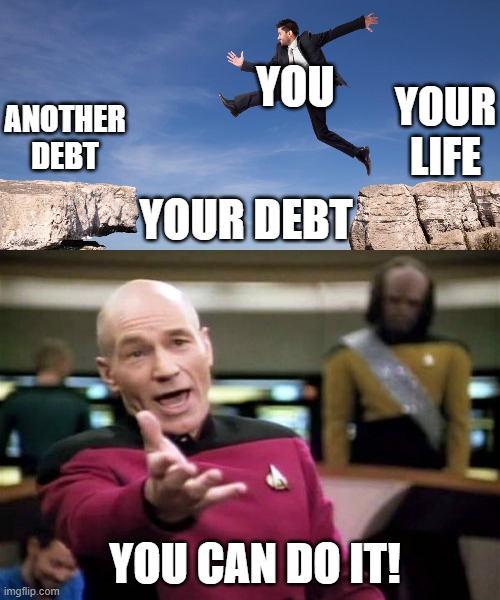 YOU
ANOTHER
DEBT
YOUR
LIFE
YOUR DEBT
YOU CAN DO IT!
imgflip.com